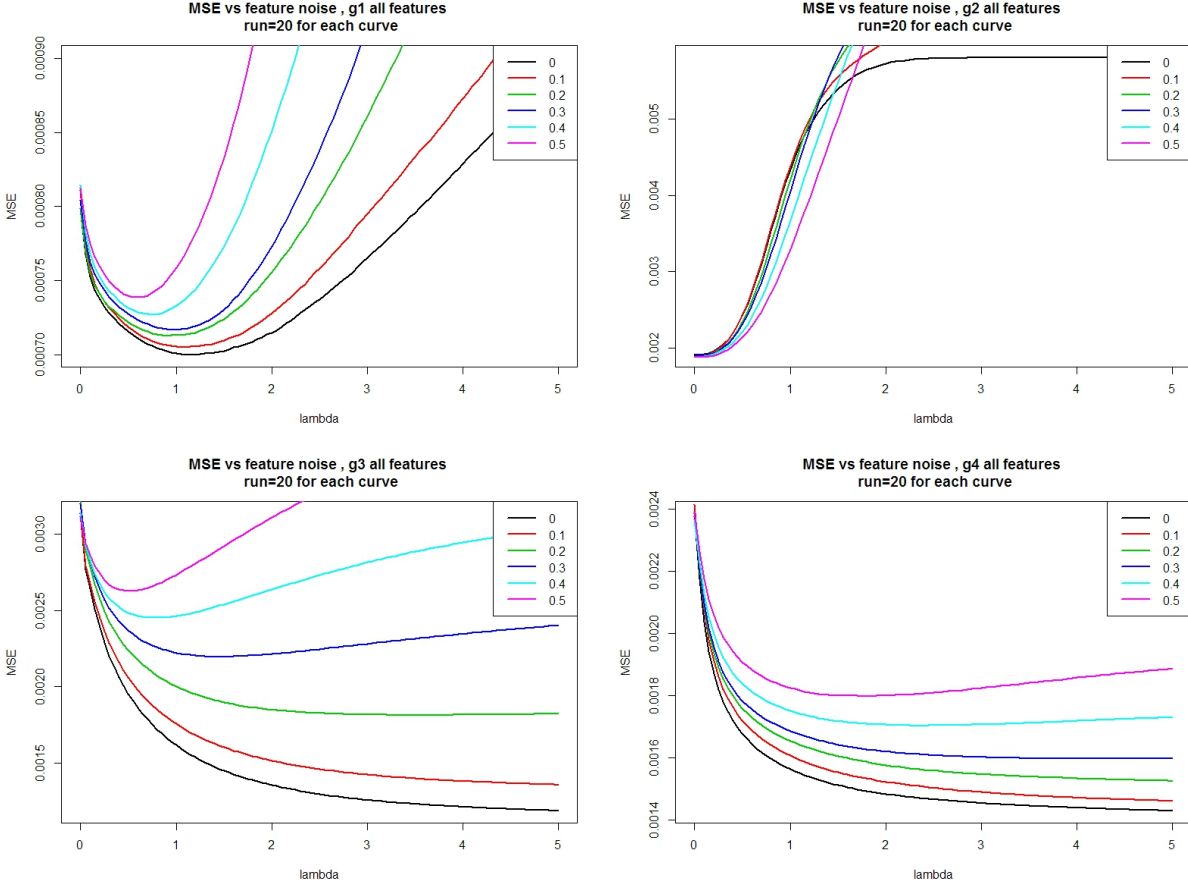 MSE vs feature noise , g1 all features
run=20 for each curve
MSE
0.00090
0.00085
0.00080
0.00075
0.00070
0
0.1
0.2
0.3
0.4
0.5
0 1 2 3 4 5
lambda
MSE vs feature noise , g2 all features
run=20 for each curve
MSE
0.005
0.004
0.003
0.002
0
0.1
0.2
0.3
0.4
0.5
0 1 2 3 4 5
lambda
MSE vs feature noise , g3 all features
run=20 for each curve
MSE
0.0030
0.0025
0.0020
0.0015
0
0.1
0.2
0.3
0.4
0.5
0 1 2 3 4 5
lambda
MSE vs feature noise , g4 all features
run=20 for each curve
MSE
0.0024
0.0022
0.0020
0.0018
0.0016
0.0014
0
0.1
0.2
0.3
0.4
0.5
0 1 2 3 4 5
lambda